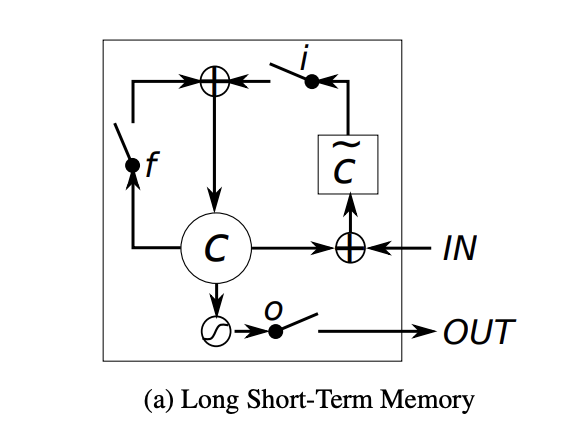 i
f
c̃
c
IN
o
OUT
(a) Long Short-Term Memory